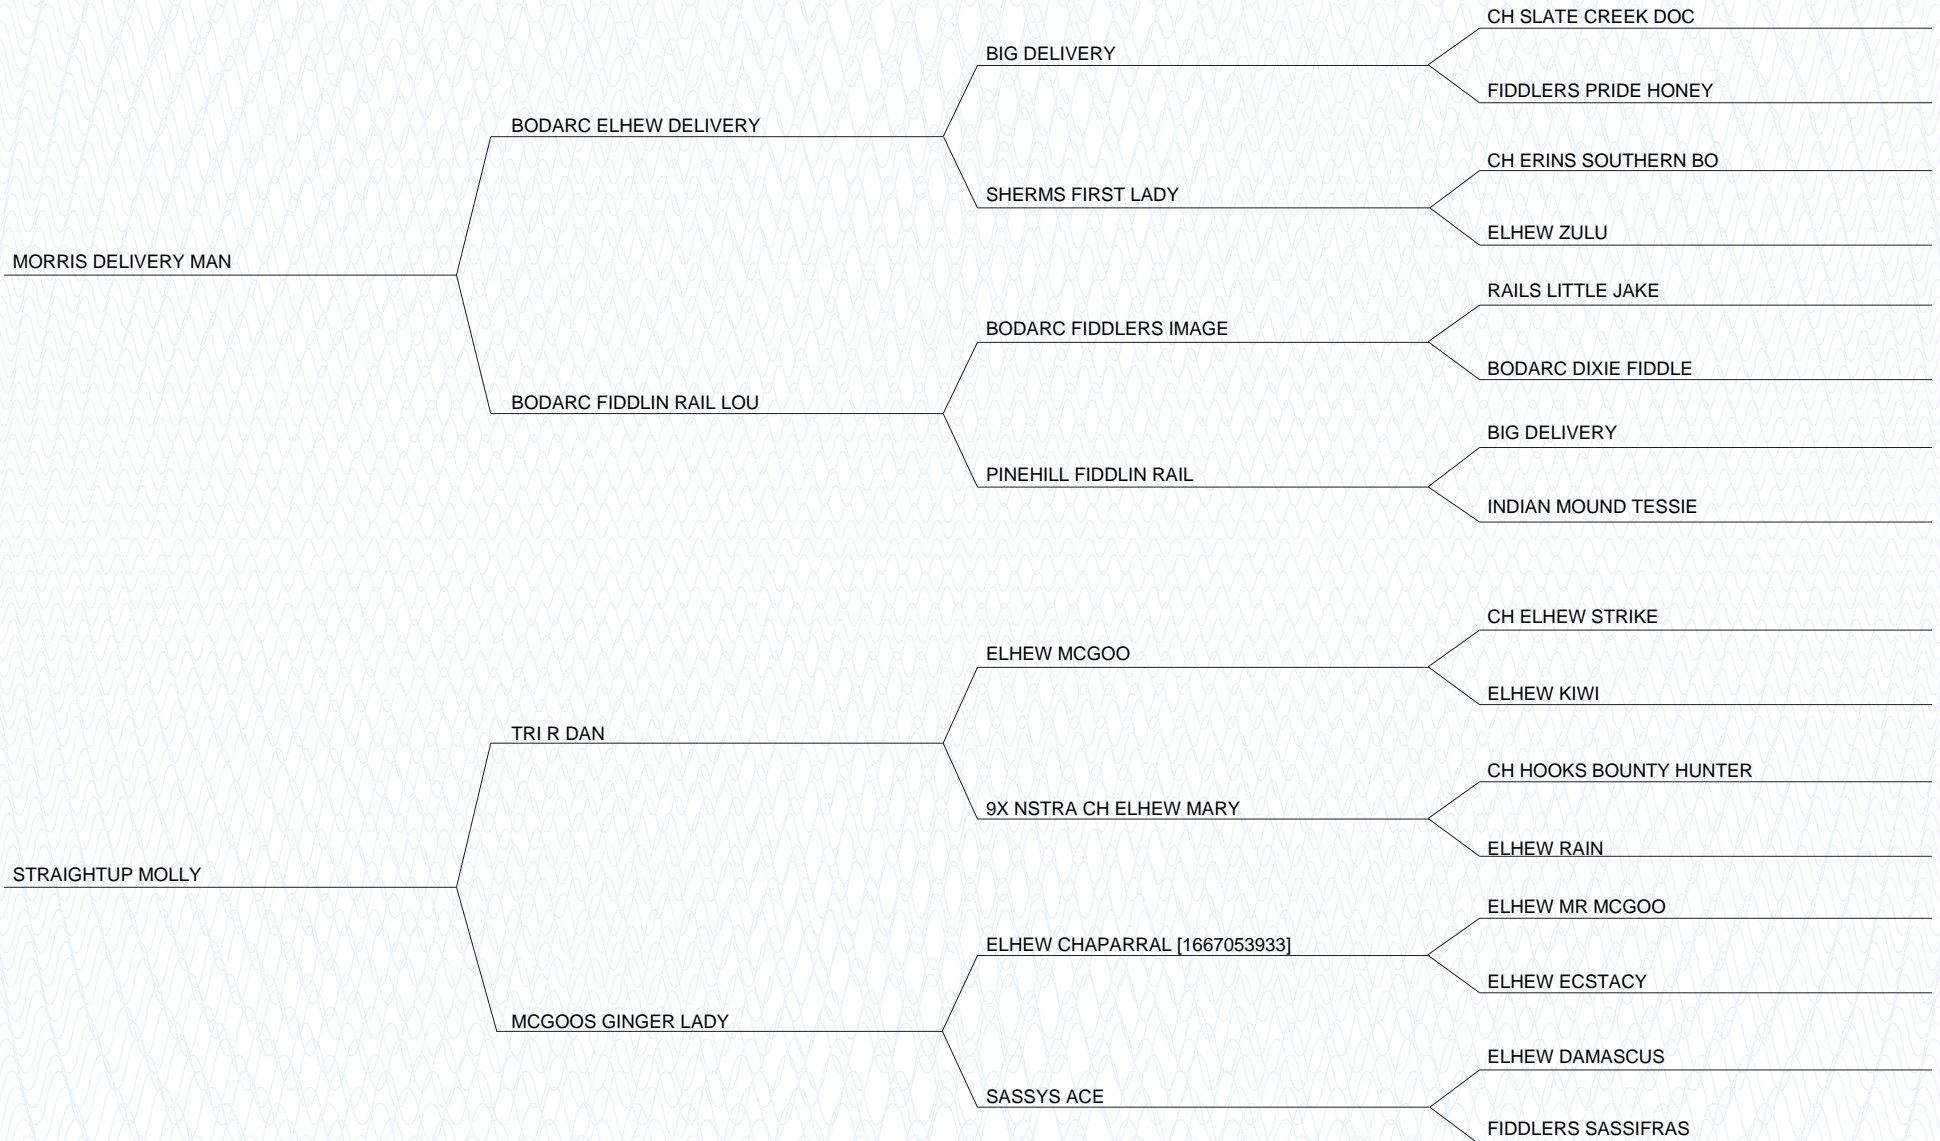 CH SLATE CREEK DOC
BIG DELIVERY
FIDDLERS PRIDE HONEY
BODARC ELHEW DELIVERY
CH ERINS SOUTHERN BO
SHERMS FIRST LADY
ELHEW ZULU
MORRIS DELIVERY MAN
RAILS LITTLE JAKE
BODARC FIDDLERS IMAGE
BODARC DIXIE FIDDLE
BODARC FIDDLIN RAIL LOU
BIG DELIVERY
PINEHILL FIDDLIN RAIL
INDIAN MOUND TESSIE
CH ELHEW STRIKE
ELHEW MCGOO
ELHEW KIWI
TRI R DAN
CH HOOKS BOUNTY HUNTER
9X NSTRA CH ELHEW MARY
ELHEW RAIN
STRAIGHTUP MOLLY
ELHEW MR MCGOO
ELHEW CHAPARRAL [1667053933]
ELHEW ECSTACY
MCGOOS GINGER LADY
ELHEW DAMASCUS
SASSYS ACE
FIDDLERS SASSIFRAS